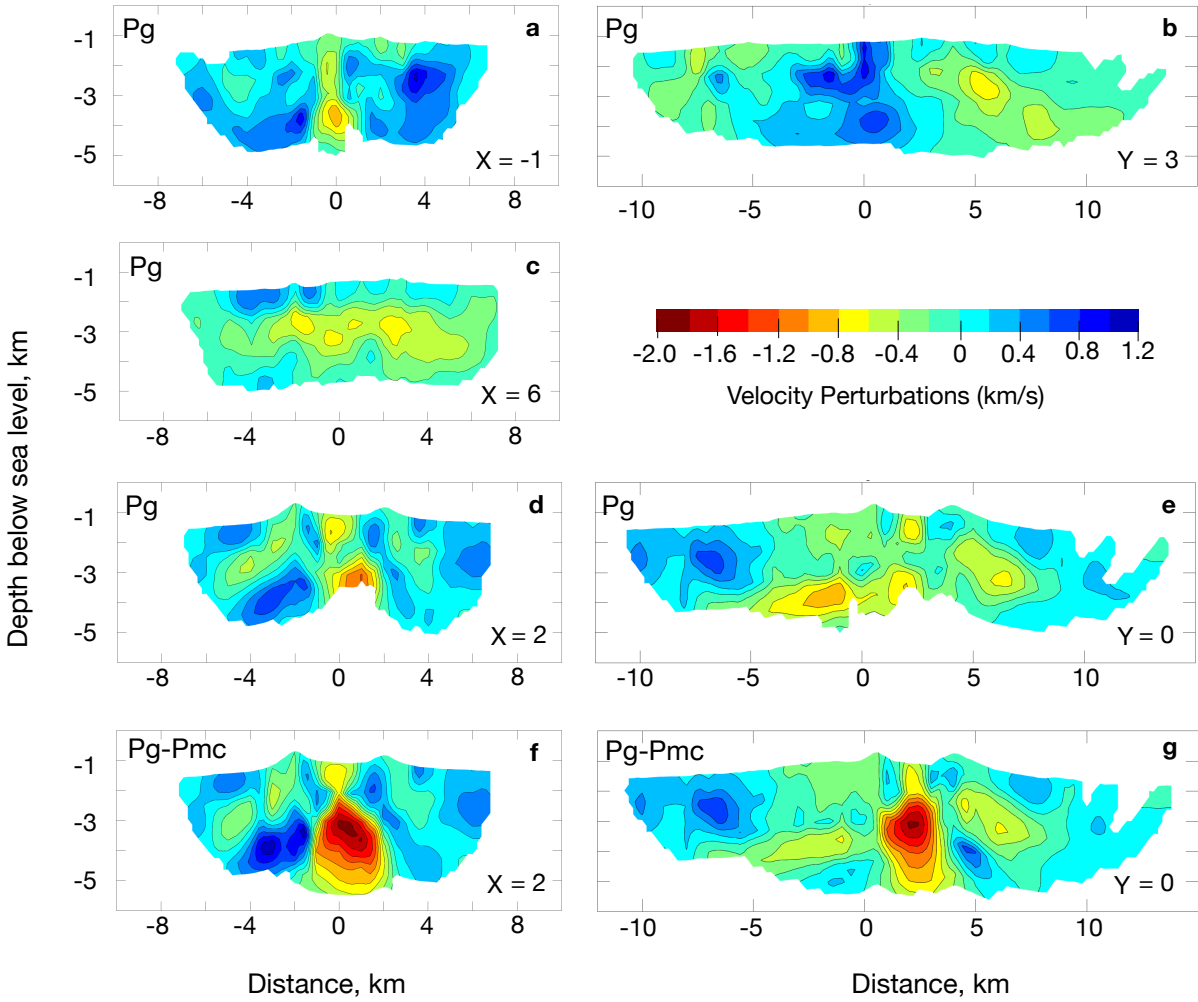 Pg a
-1
-3
-5
X = -1
-8 -4 0 4 8
Pg b
Y = 3
-10 -5 0 5 10
Pg c
-1
-3
-5
X = 6
-8 -4 0 4 8
-2.0 -1.6 -1.2 -0.8 -0.4 0 0.4 0.8 1.2
Velocity Perturbations (km/s)
Depth below sea level, km
Pg d
-1
-3
-5
X = 2
-8 -4 0 4 8
Pg e
Y = 0
-10 -5 0 5 10
Pg-Pmc f
-1
-3
-5
X = 2
-8 -4 0 4 8
Distance, km
Pg-Pmc g
Y = 0
-10 -5 0 5 10
Distance, km